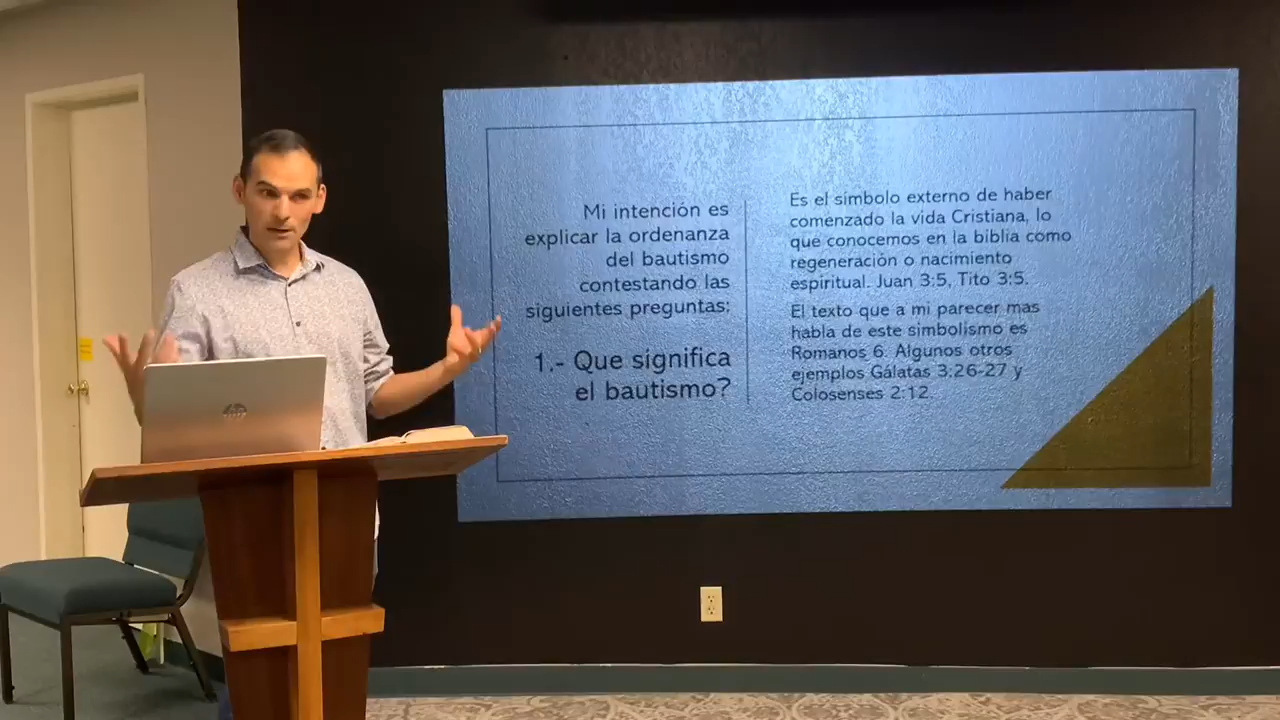 Mi intención es
explicar la ordenanza
del bautismo
contestando las
siguientes preguntas:
1.- Que significa
el bautismo?
Es el símbolo externo de haber
comenzado la vida Cristiana, lo
que conocemos en la biblia como
regeneración o nacimiento
espiritual. Juan 3:5, Tito 3:5.
El texto que a mi parecer mas
habla de este simbolismo es
Romanos 6. Algunos otros
ejemplos Gálatas 3:26-27 y
Colosenses 2:12.
hp